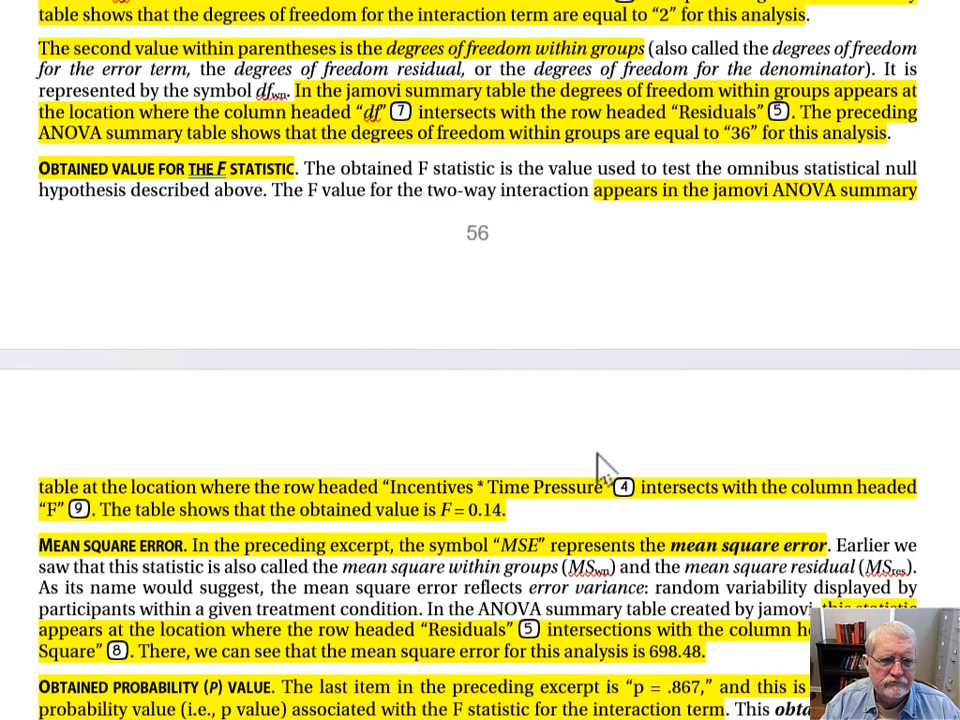 table shows that the degrees of freedom for the interaction term are equal to “2” for this analysis.
The second value within parentheses is the degrees of freedom within groups (also called the degrees of freedom
for the error term, the degrees of freedom residual, or the degrees of freedom for the denominator). It is
represented by the symbol dfwn. In the jamovi summary table the degrees of freedom within groups appears at
the location where the column headed “df” 7 intersects with the row headed “Residuals” 5. The preceding
ANOVA summary table shows that the degrees of freedom within groups are equal to “36” for this analysis.
OBTAINED VALUE FOR THE F STATISTIC. The obtained F statistic is the value used to test the omnibus statistical null
hypothesis described above. The F value for the two-way interaction appears in the jamovi ANOVA summary
56
table at the location where the row headed “Incentives * Time Pressure” 4 intersects with the column headed
“F” 9. The table shows that the obtained value is F = 0.14.
MEAN SQUARE ERROR. In the preceding excerpt, the symbol “MSE” represents the mean square error. Earlier we
saw that this statistic is also called the mean square within groups (MSwn) and the mean square residual (MSres).
As its name would suggest, the mean square error reflects error variance: random variability displayed by
participants within a given treatment condition. In the ANOVA summary table created by jamovi, this statistic
appears at the location where the row headed “Residuals” 5 intersections with the column
Square” 8. There, we can see that the mean square error for this analysis is 698.48.
OBTAINED PROBABILITY (P) VALUE. The last item in the preceding excerpt is “p = .867,” and this is
probability value (i.e., p value) associated with the F statistic for the interaction term. This